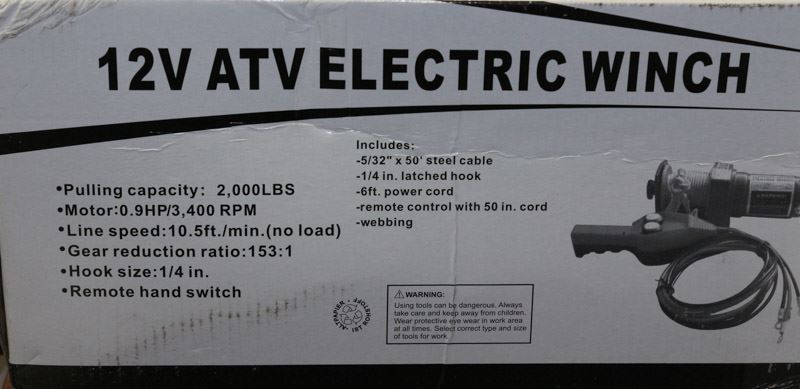 12V ATV ELECTRIC WINCH
•Pulling capacity: 2,000LBS
•Motor:0.9HP/3,400 RPM
•Line speed:10.5ft./min.(no load)
•Gear reduction ratio:153:1
•Hook size:1/4 in.
•Remote hand switch
Includes:
-5/32" x 50' steel cable
-1/4 in. latched hook
-6ft. power cord
-remote control with 50 in. cord
-webbing
ALTPAPIER · IST ROHSTOFF ·
WARNING:
Using tools can be dangerous. Always
take care and keep away from children.
Wear protective eye wear in work area
at all times. Select correct type and size
of tools for work.